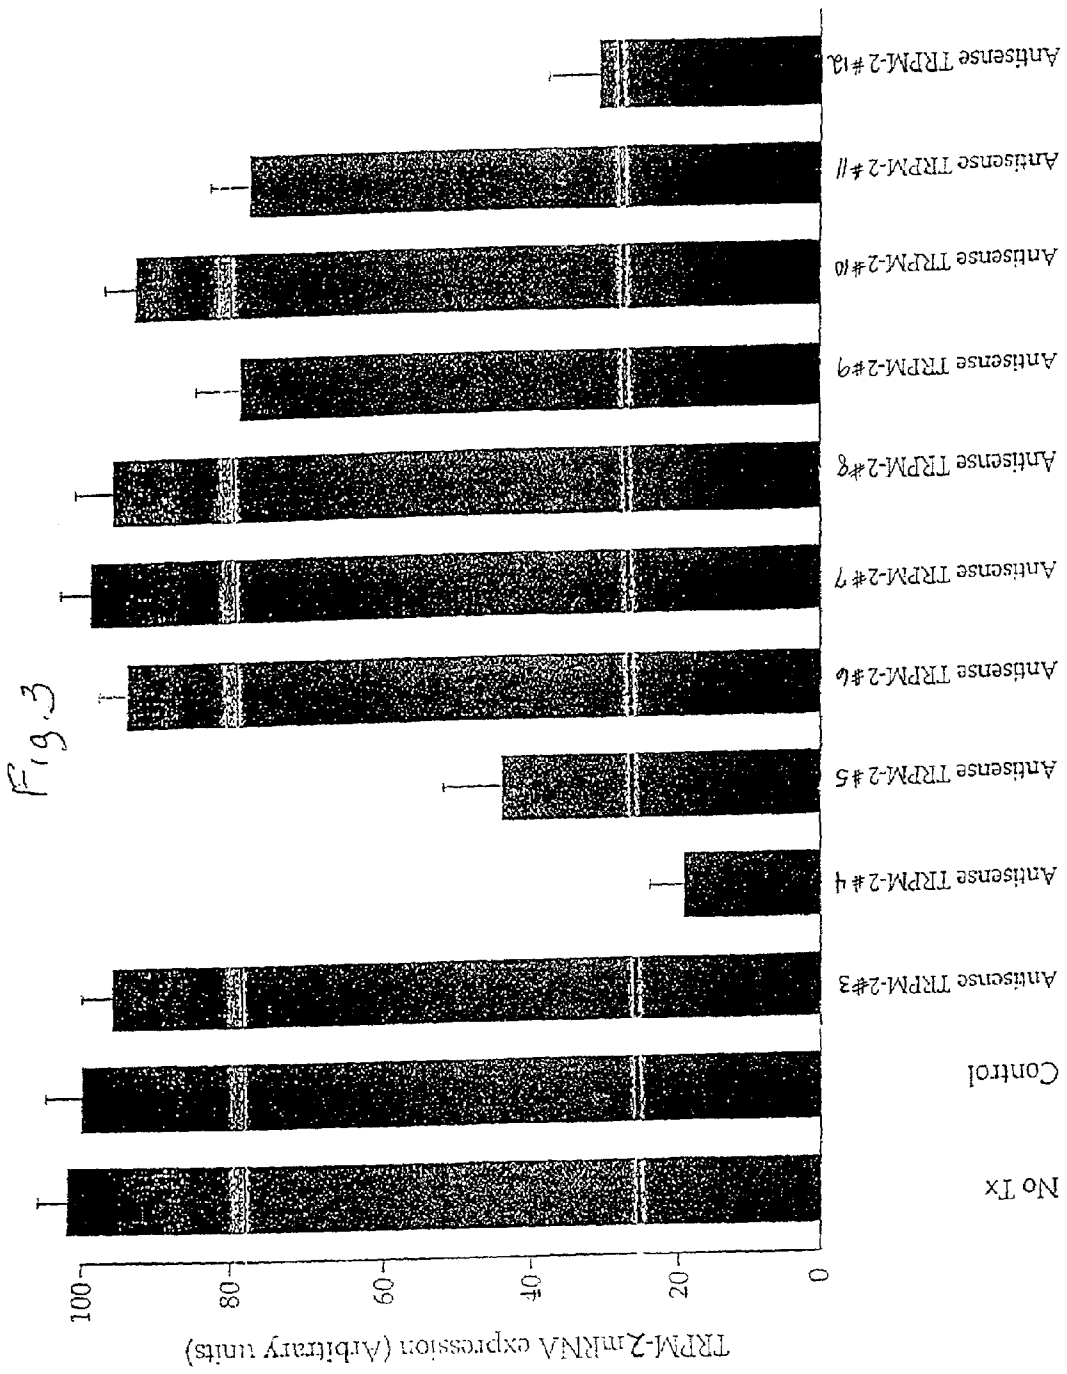 Fig.3
TRPM-2 mRNA expression (Arbitrary units)
100
80
60
40
20
0
No Tx
Control
Antisense TRPM-2#3
Antisense TRPM-2#4
Antisense TRPM-2#5
Antisense TRPM-2#6
Antisense TRPM-2#7
Antisense TRPM-2#8
Antisense TRPM-2#9
Antisense TRPM-2#10
Antisense TRPM-2#11
Antisense TRPM-2#12